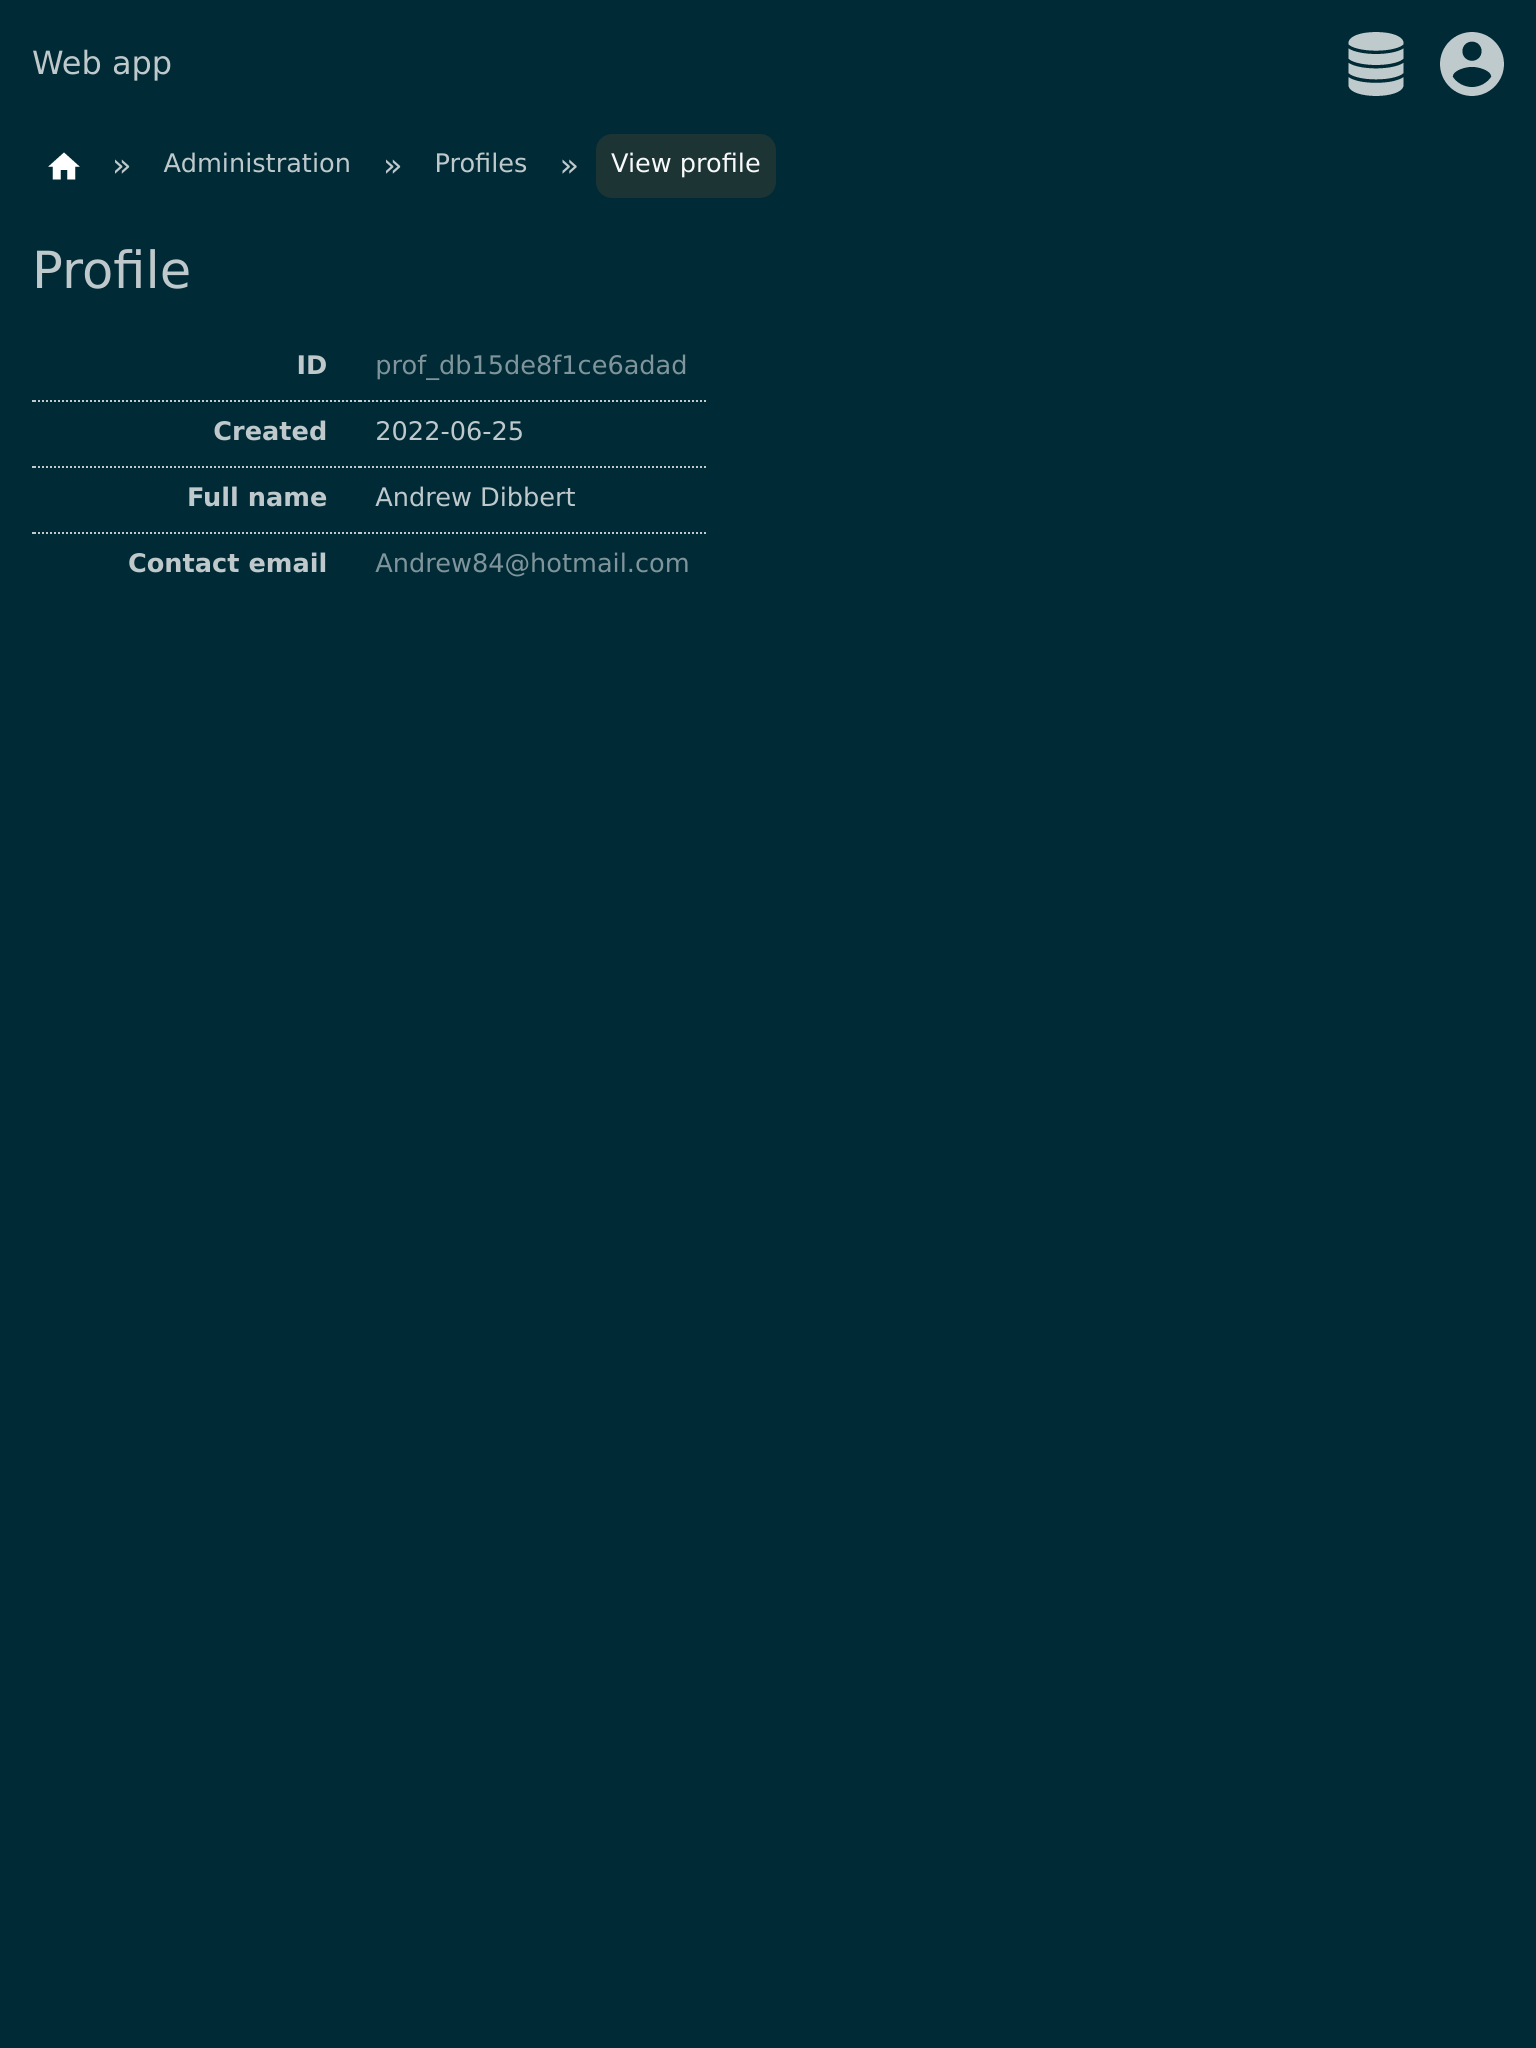 Web app
» Administration » Profiles » View profile
Profile
ID prof_db15de8f1ce6adad
Created 2022-06-25
Full name Andrew Dibbert
Contact email Andrew84@hotmail.com